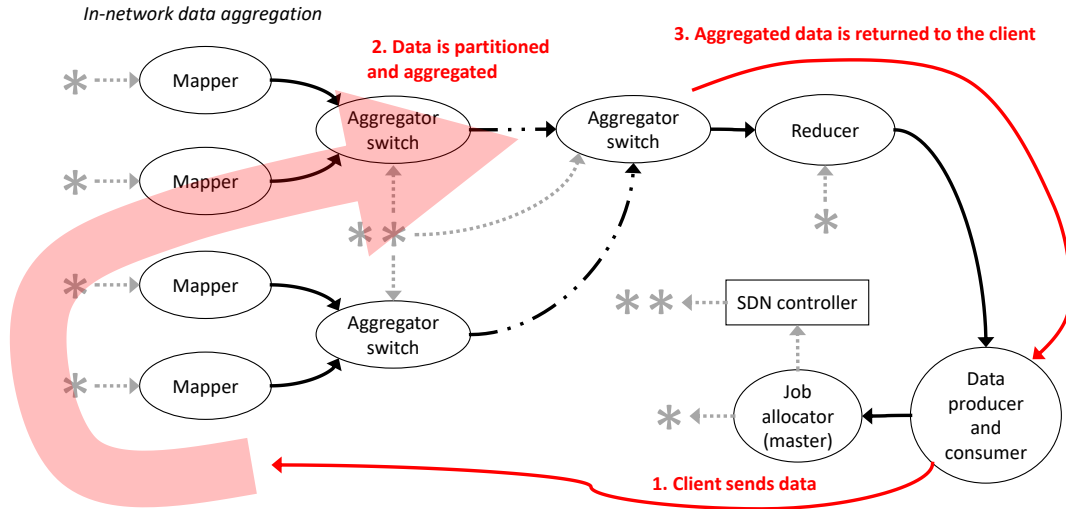 In-network data aggregation
3. Aggregated data is returned to the client
2. Data is partitioned
and aggregated
* Mapper
Aggregator
switch
Aggregator
switch
Reducer
* Mapper
* *
*
* Mapper
* *
SDN controller
Aggregator
switch
* Mapper
*
Job
allocator
(master)
Data
producer
and
consumer
1. Client sends data